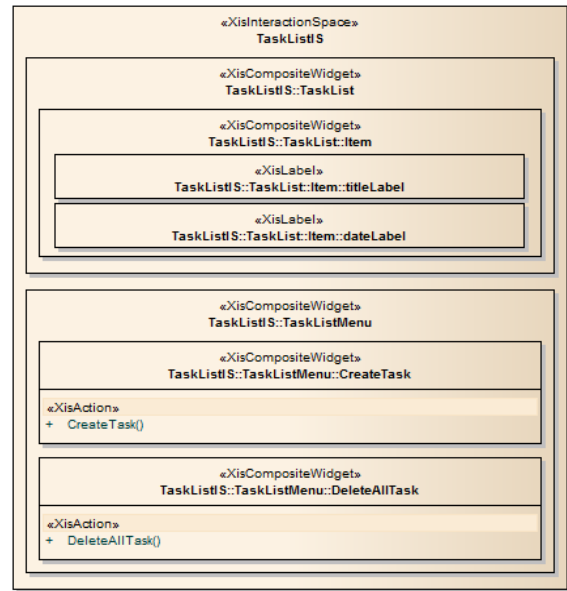 «XisInteractionSpace»
TaskListIS
«XisCompositeWidget»
TaskListIS::TaskList
«XisCompositeWidget»
TaskListIS::TaskList::Item
«XisLabel»
TaskListIS::TaskList::Item::titleLabel
«XisLabel»
TaskListIS::TaskList::Item::dateLabel
«XisCompositeWidget»
TaskListIS::TaskListMenu
«XisCompositeWidget»
TaskListIS::TaskListMenu::CreateTask
«XisAction»
+ CreateTask()
«XisCompositeWidget»
TaskListIS::TaskListMenu::DeleteAllTask
«XisAction»
+ DeleteAllTask()